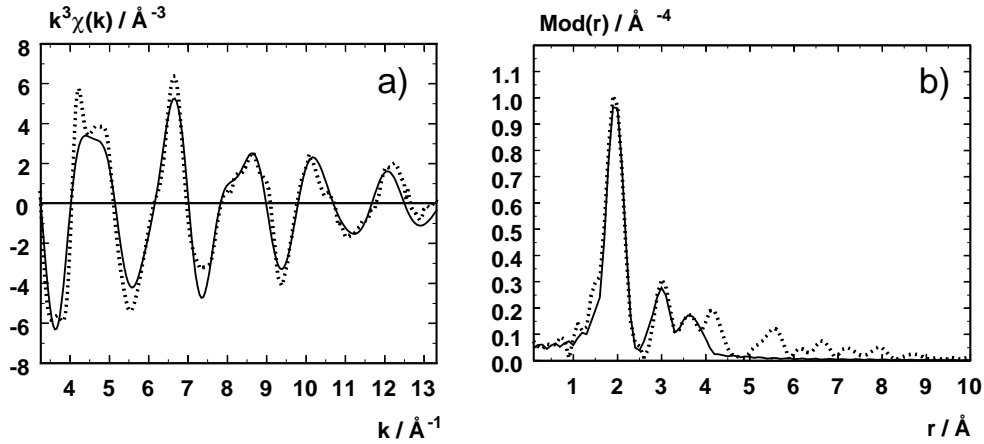 k³χ(k) / Å⁻³
8
6
4
2
0
-2
-4
-6
-8
a)
4 5 6 7 8 9 10 11 12 13
k / Å⁻¹
Mod(r) / Å ⁻⁴
1.1
1.0
0.9
0.8
0.7
0.6
0.5
0.4
0.3
0.2
0.1
0.0
b)
1 2 3 4 5 6 7 8 9 10
r / Å